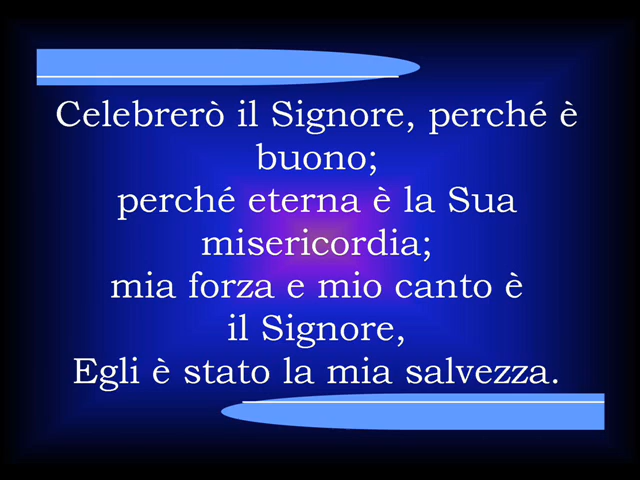 Celebrerò il Signore, perché è
buono;
perché eterna è la Sua
misericordia;
mia forza e mio canto è
il Signore,
Egli è stato la mia salvezza.